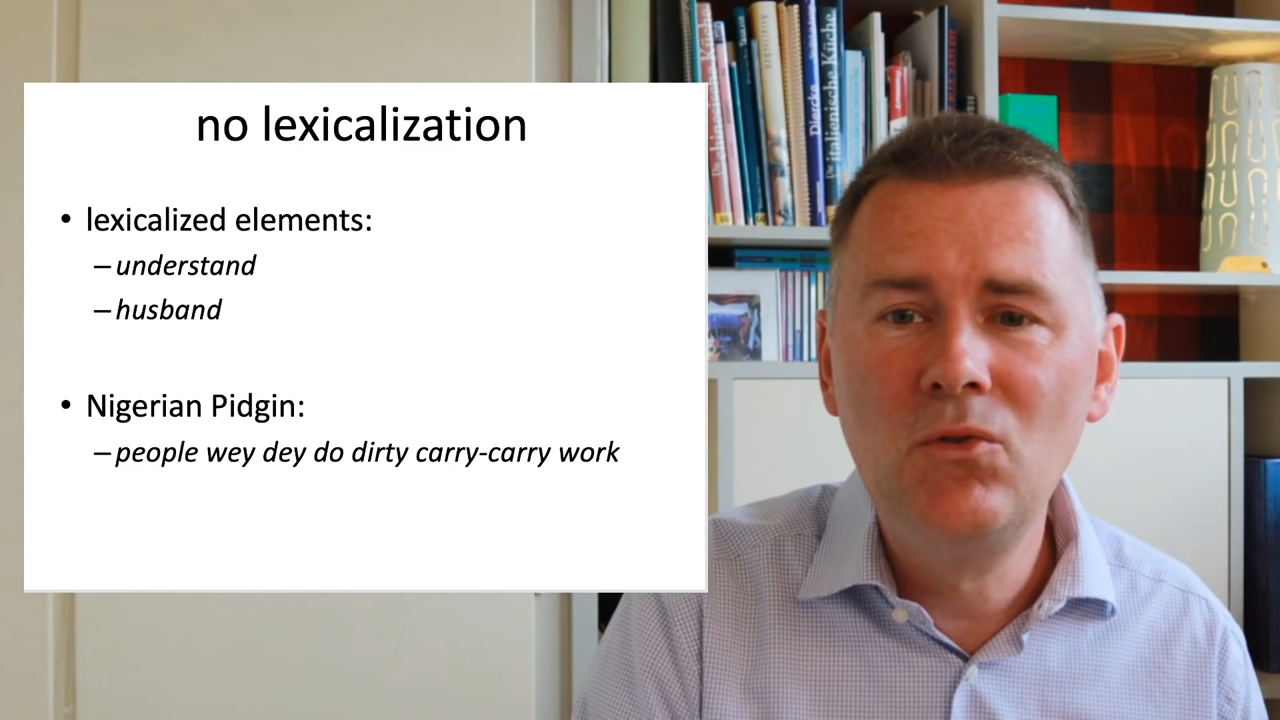 no lexicalization
• lexicalized elements:
– understand
– husband
• Nigerian Pidgin:
– people wey dey do dirty carry-carry work
Diercke
Die italienische Küche